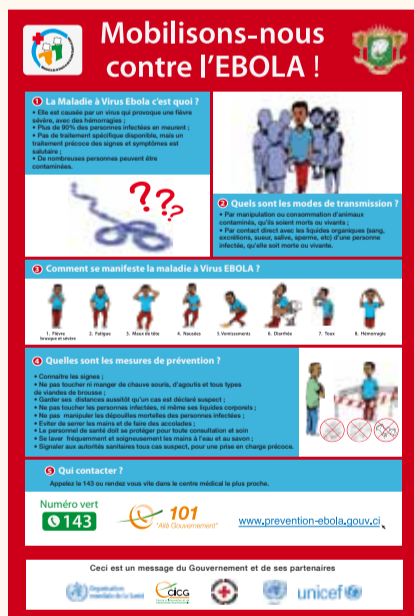 Mobilisons-nous
contre l'EBOLA !
1 La Maladie à Virus Ebola c'est quoi ?
• Elle est causée par un virus qui provoque une fièvre
sévère, avec des hémorragies ;
• Plus de 90% des personnes infectées en meurent ;
• Pas de traitement spécifique disponible, mais un
traitement précoce des signes et symptômes est
salutaire ;
• De nombreuses personnes peuvent être
contaminées.
???
2 Quels sont les modes de transmission ?
• Par manipulation ou consommation d'animaux
contaminés, qu'ils soient morts ou vivants ;
• Par contact direct avec les liquides organiques (sang,
excrétions, sueur, salive, sperme, etc) d'une personne
infectée, qu'elle soit morte ou vivante.
3 Comment se manifeste la maladie à Virus EBOLA ?
1. Fièvre
brusque et sévère
2. Fatigue
3. Maux de tête
4. Nausées
5.Vomissements
6. Diarrhée
7. Toux
8. Hémorragie
4 Quelles sont les mesures de prévention ?
• Connaitre les signes ;
• Ne pas toucher ni manger de chauve souris, d'agoutis et tous types
de viandes de brousse ;
• Garder ses distances aussitôt qu'un cas est déclaré suspect ;
• Ne pas toucher les personnes infectées, ni même ses liquides corporels ;
• Ne pas manipuler les dépouilles mortelles des personnes infectées ;
• Eviter de serrer les mains et de faire des accolades ;
• Le personnel de santé doit se protéger pour toute consultation et soin
• Se laver fréquemment et soigneusement les mains à l'eau et au savon ;
• Signaler aux autorités sanitaires tous cas suspect, pour une prise en charge précoce.
5 Qui contacter ?
Appelez le 143 ou rendez vous vite dans le centre médical le plus proche.
Numéro vert
143
101
"Allô Gouvernement"
www.prevention-ebola.gouv.ci
Ceci est un message du Gouvernement et de ses partenaires
Organisation
mondiale de la Santé
CICG
unicef